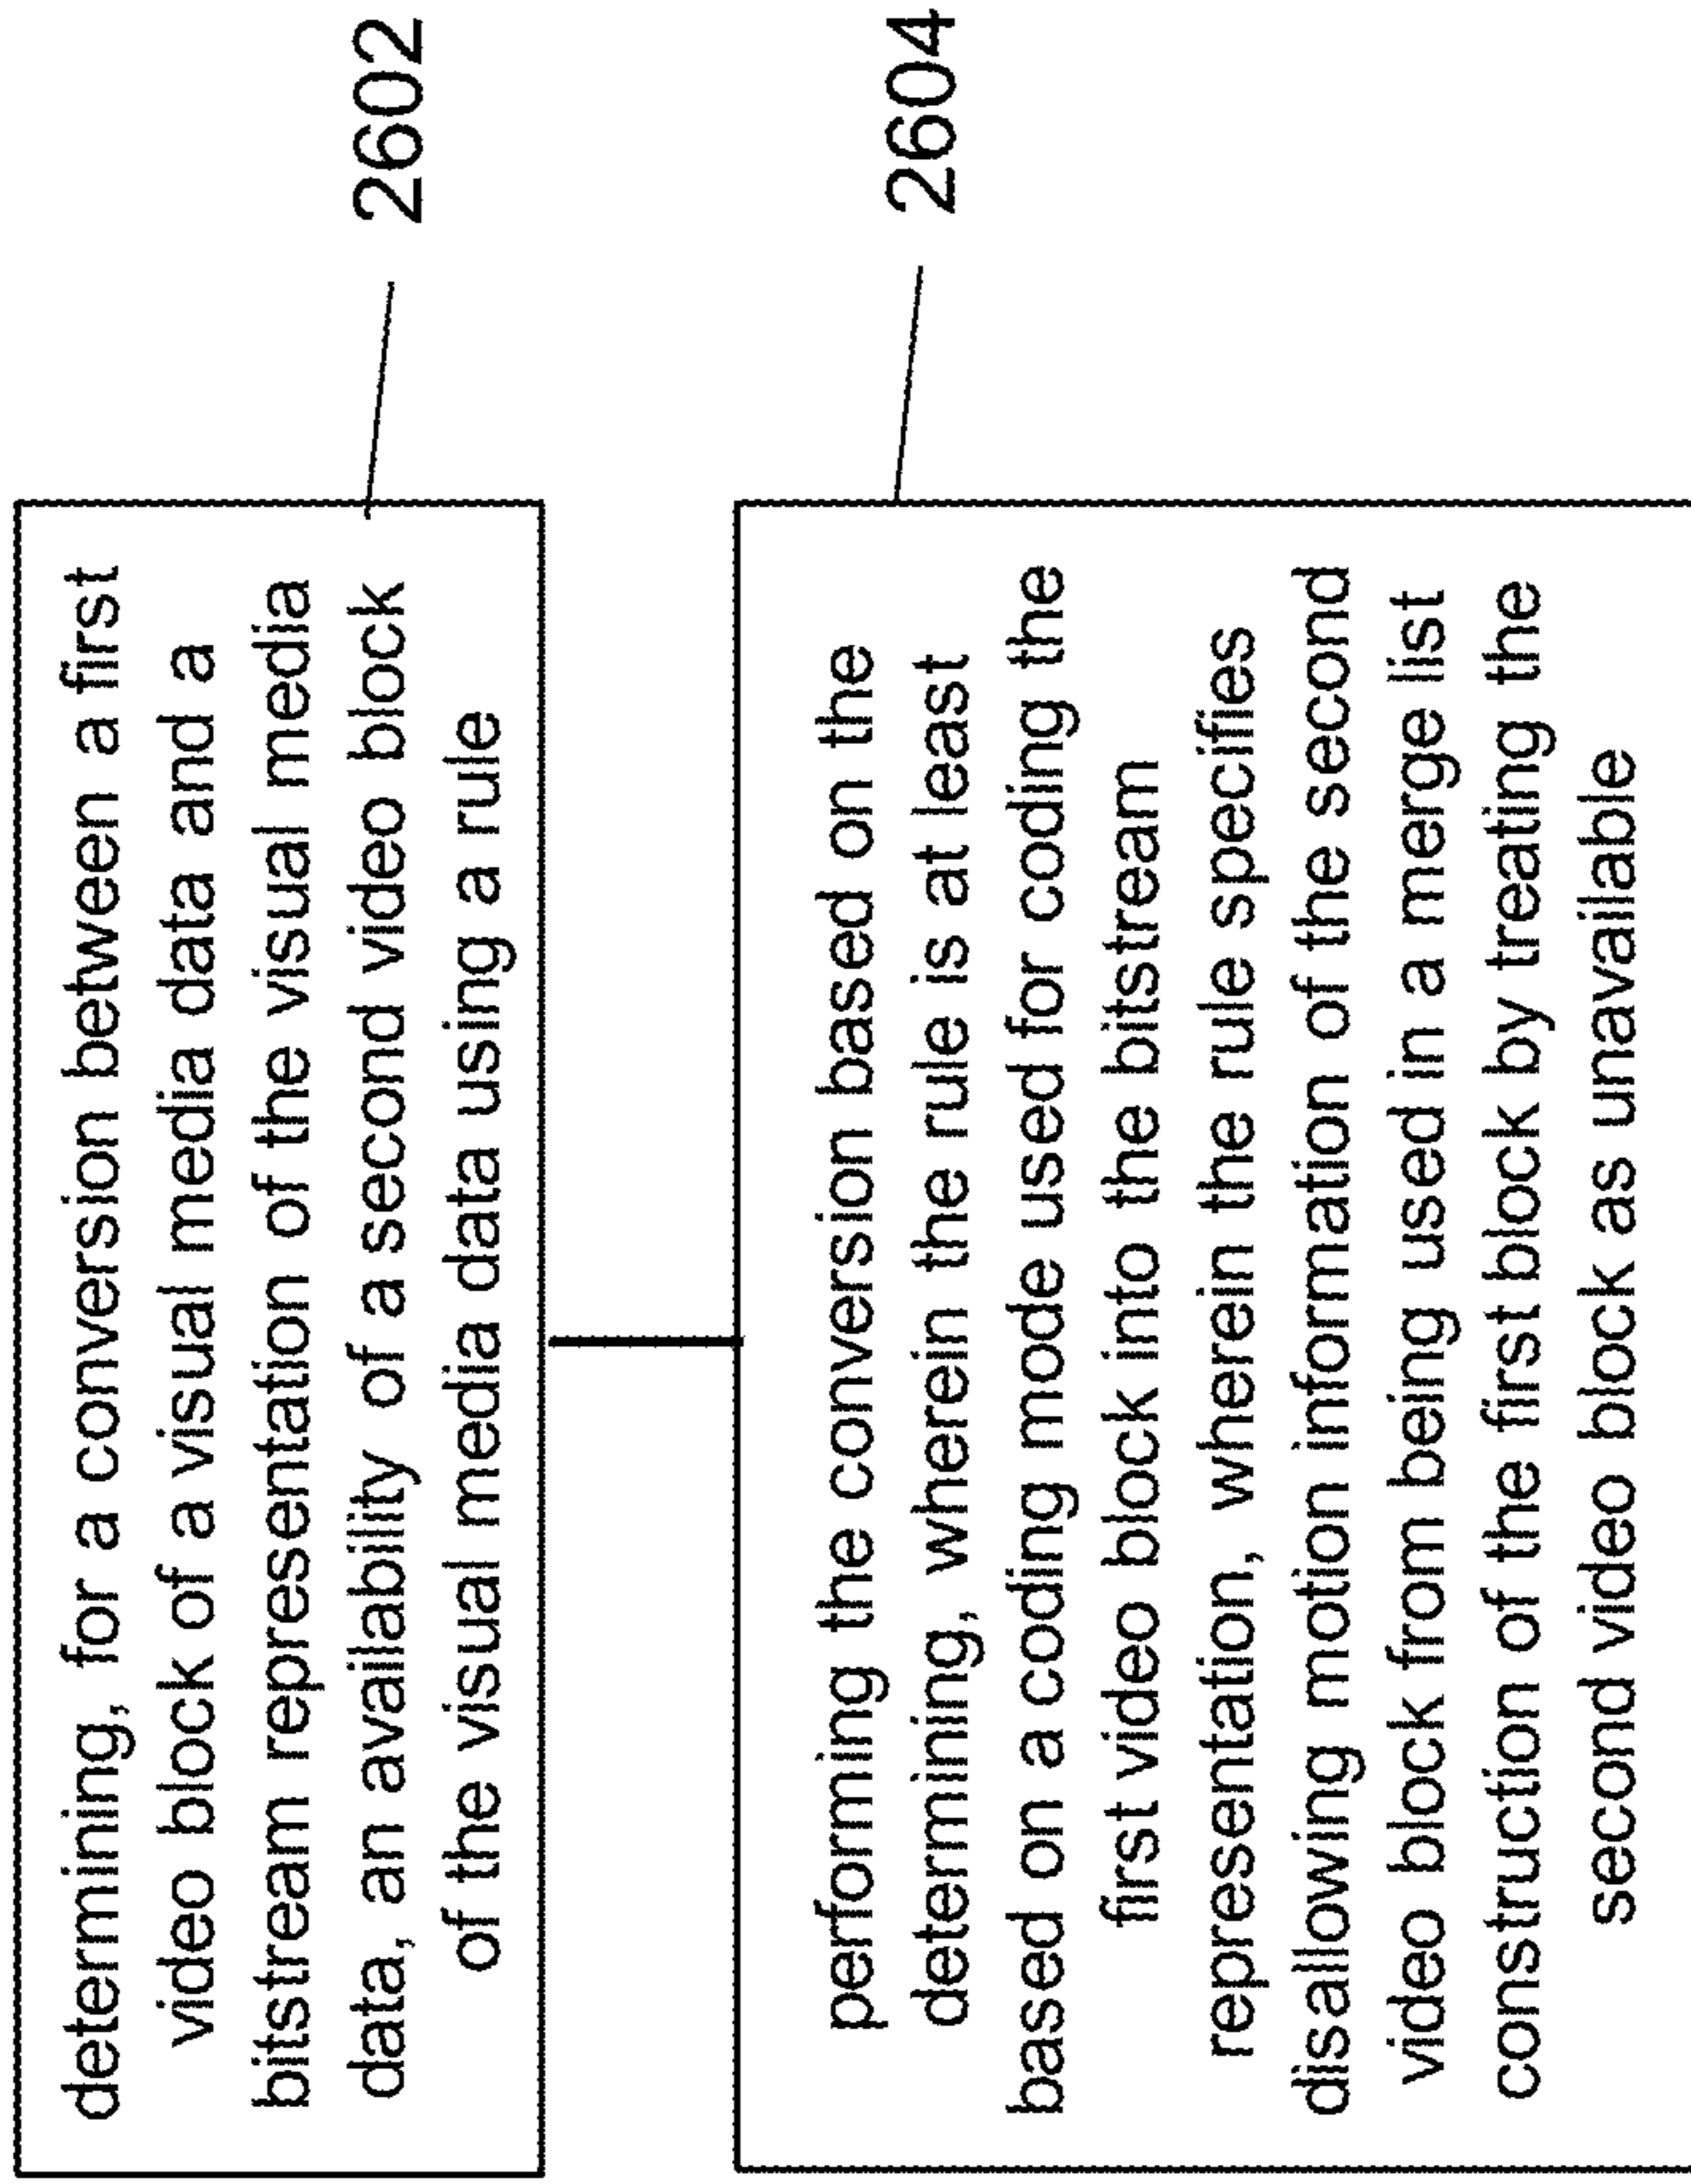 determining, for a conversion between a first
video block of a visual media data and a
bitstream representation of the visual media
data, an availability of a second video block
of the visual media data using a rule
2602
performing the conversion based on the
determining, wherein the rule is at least
based on a coding mode used for coding the
first video block into the bitstream
representation, wherein the rule specifies
disallowing motion information of the second
video block from being used in a merge list
construction of the first block by treating the
second video block as unavailable
2604